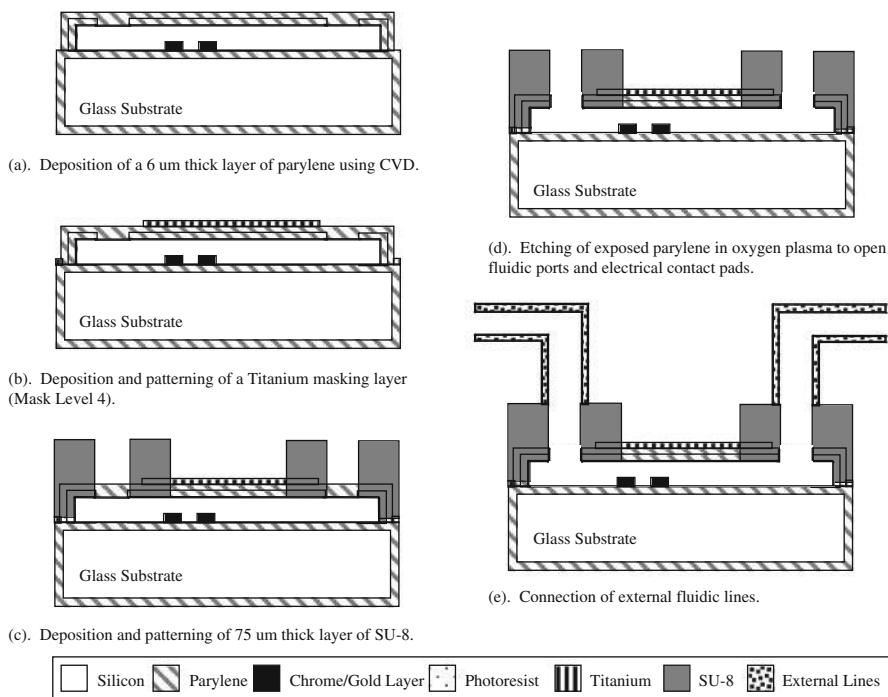 Glass Substrate
(a). Deposition of a 6 um thick layer of parylene using CVD.
Glass Substrate
(b). Deposition and patterning of a Titanium masking layer
(Mask Level 4).
Glass Substrate
(c). Deposition and patterning of 75 um thick layer of SU-8.
Glass Substrate
(d). Etching of exposed parylene in oxygen plasma to open
fluidic ports and electrical contact pads.
Glass Substrate
(e). Connection of external fluidic lines.
Silicon Parylene Chrome/Gold Layer Photoresist Titanium SU-8 External Lines